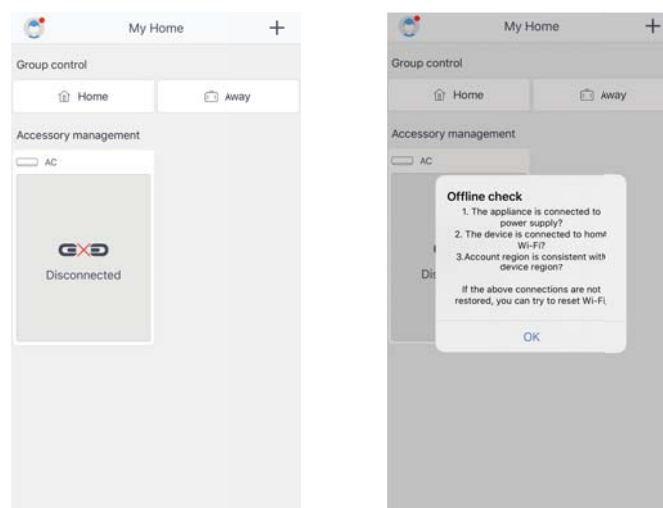 My Home
Group control
Home
Away
Accessory management
AC
Disconnected
My Home
Group control
Home
Away
Accessory management
AC
Offline check
1. The appliance is connected to
power supply?
2. The device is connected to home
Wi-Fi?
3.Account region is consistent with
device region?
If the above connections are not
restored, you can try to reset Wi-Fi.
Dis
OK